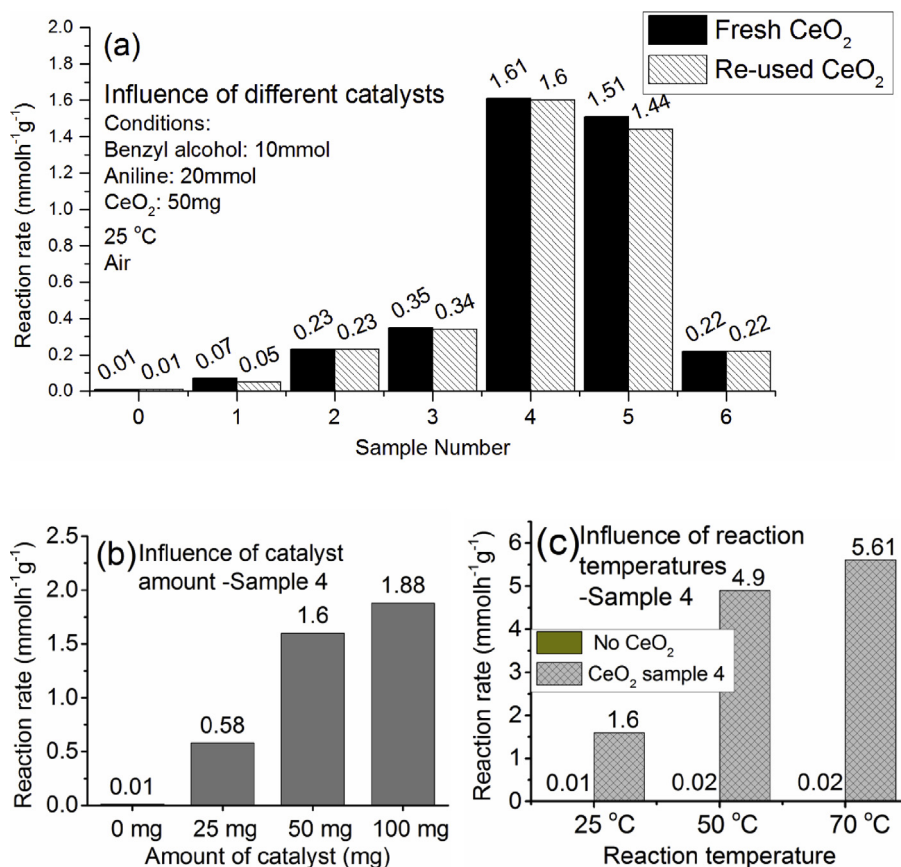 (a)
Fresh CeO₂
Re-used CeO₂
Influence of different catalysts
Conditions:
Benzyl alcohol: 10mmol
Aniline: 20mmol
CeO₂: 50mg
25 °C
Air
Reaction rate (mmolh⁻¹g⁻¹)
2.0
1.8
1.6
1.4
1.2
1.0
0.8
0.6
0.4
0.2
0.0
0.01 0.01 0.07 0.05 0.23 0.23 0.35 0.34 1.61 1.6 1.51 1.44 0.22 0.22
0 1 2 3 4 5 6
Sample Number
(b) Influence of catalyst
amount -Sample 4
Reaction rate (mmolh⁻¹g⁻¹)
2.5
2.0
1.5
1.0
0.5
0.0
0.01 0.58 1.6 1.88
0 mg 25 mg 50 mg 100 mg
Amount of catalyst (mg)
(c) Influence of reaction
temperatures
-Sample 4
No CeO₂
CeO₂ sample 4
Reaction rate (mmolh⁻¹g⁻¹)
6
5
4
3
2
1
0
0.01 1.6 0.02 4.9 0.02 5.61
25 °C 50 °C 70 °C
Reaction temperature